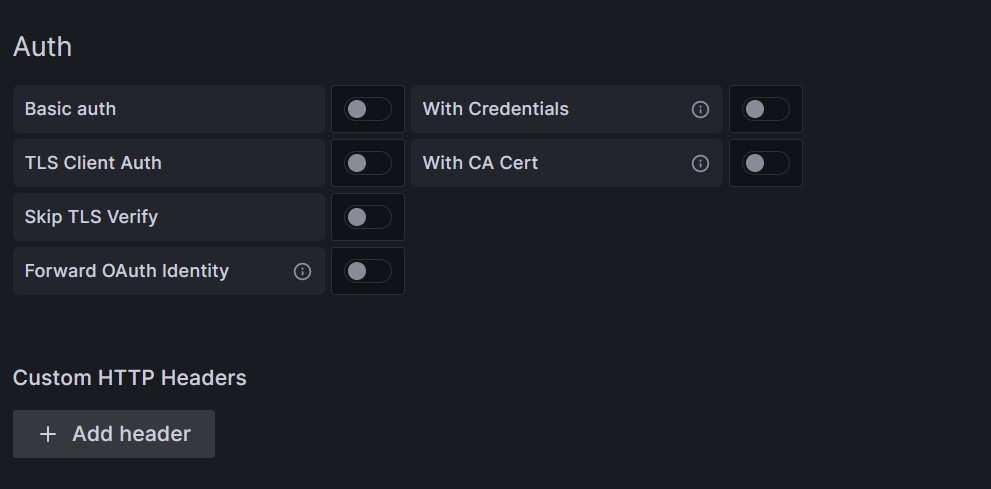 Auth
Basic auth
With Credentials
TLS Client Auth
With CA Cert
Skip TLS Verify
Forward OAuth Identity
Custom HTTP Headers
Add header